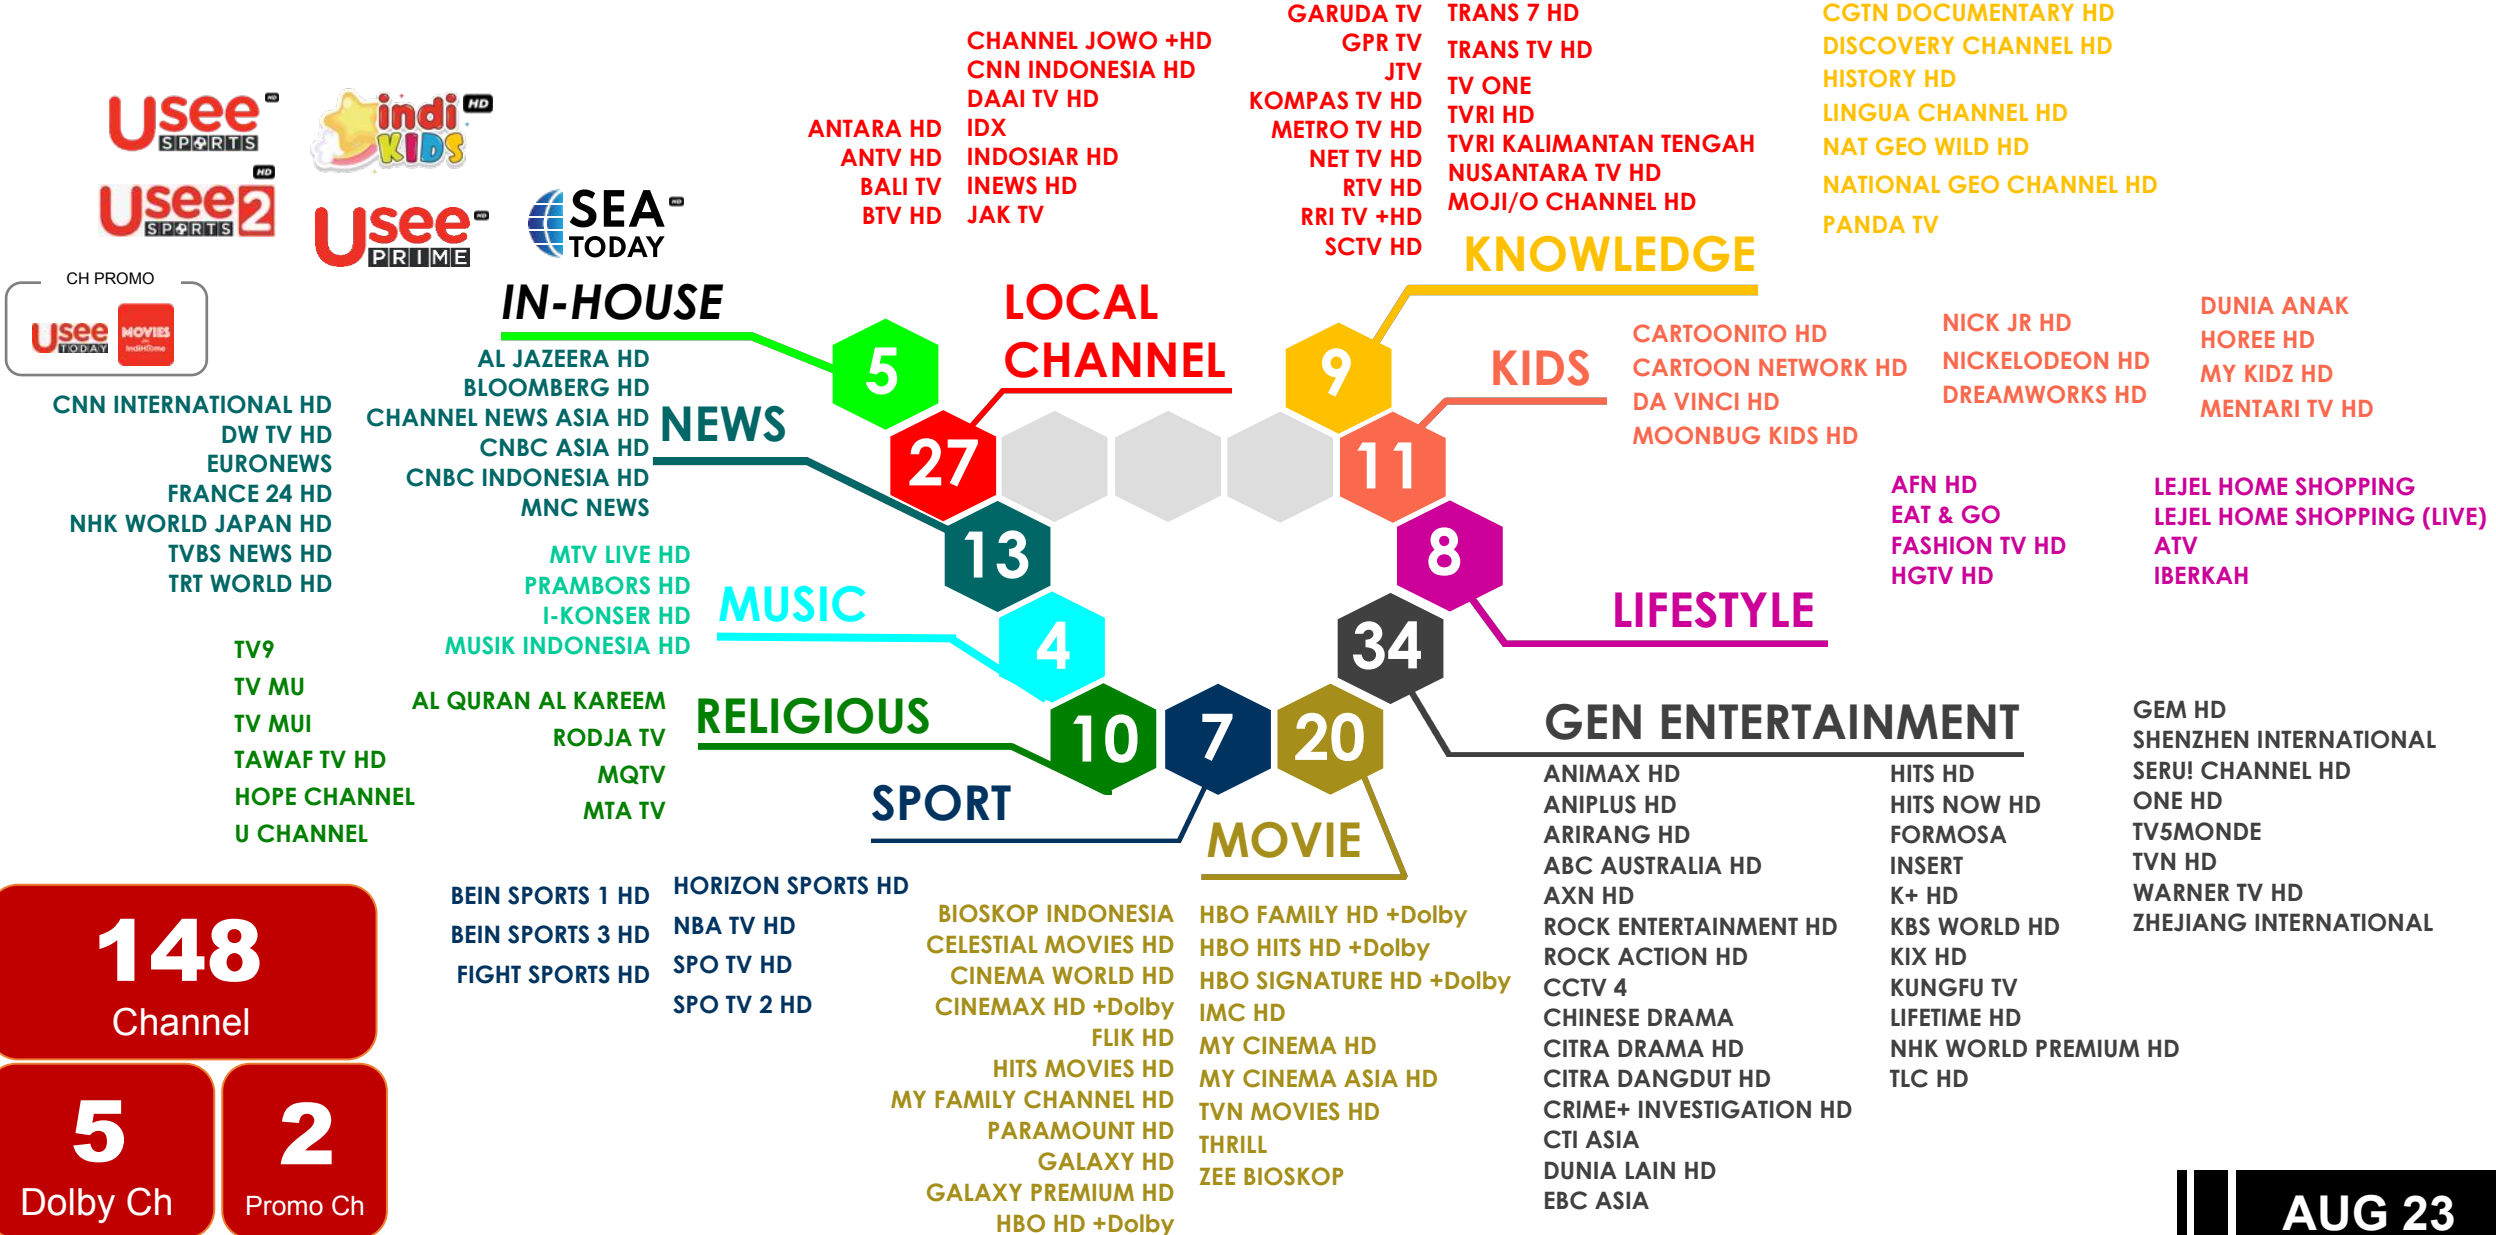 Usee HD
SPORTS
indi HD
KIDS
Usee2 HD
SPORTS
Usee HD
PRIME
SEA HD
TODAY
CH PROMO
Usee
TODAY
MOVIES
IndiHome
IN-HOUSE
5
ANTARA HD
ANTV HD
BALI TV
BTV HD
CHANNEL JOWO +HD
CNN INDONESIA HD
DAAI TV HD
IDX
INDOSIAR HD
INEWS HD
JAK TV
GARUDA TV
GPR TV
JTV
KOMPAS TV HD
METRO TV HD
NET TV HD
RTV HD
RRI TV +HD
SCTV HD
TRANS 7 HD
TRANS TV HD
TV ONE
TVRI HD
TVRI KALIMANTAN TENGAH
NUSANTARA TV HD
MOJI/O CHANNEL HD
LOCAL
CHANNEL
27
CGTN DOCUMENTARY HD
DISCOVERY CHANNEL HD
HISTORY HD
LINGUA CHANNEL HD
NAT GEO WILD HD
NATIONAL GEO CHANNEL HD
PANDA TV
KNOWLEDGE
9
KIDS
11
CARTOONITO HD
CARTOON NETWORK HD
DA VINCI HD
MOONBUG KIDS HD
NICK JR HD
NICKELODEON HD
DREAMWORKS HD
DUNIA ANAK
HOREE HD
MY KIDZ HD
MENTARI TV HD
CNN INTERNATIONAL HD
DW TV HD
EURONEWS
FRANCE 24 HD
NHK WORLD JAPAN HD
TVBS NEWS HD
TRT WORLD HD
AL JAZEERA HD
BLOOMBERG HD
CHANNEL NEWS ASIA HD
CNBC ASIA HD
CNBC INDONESIA HD
MNC NEWS
NEWS
13
AFN HD
EAT & GO
FASHION TV HD
HGTV HD
LEJEL HOME SHOPPING
LEJEL HOME SHOPPING (LIVE)
ATV
IBERKAH
LIFESTYLE
8
MTV LIVE HD
PRAMBORS HD
I-KONSER HD
MUSIK INDONESIA HD
MUSIC
4
TV9
TV MU
TV MUI
TAWAF TV HD
HOPE CHANNEL
U CHANNEL
AL QURAN AL KAREEM
RODJA TV
MQTV
MTA TV
RELIGIOUS
10
SPORT
7
BEIN SPORTS 1 HD
BEIN SPORTS 3 HD
FIGHT SPORTS HD
HORIZON SPORTS HD
NBA TV HD
SPO TV HD
SPO TV 2 HD
MOVIE
20
BIOSKOP INDONESIA
CELESTIAL MOVIES HD
CINEMA WORLD HD
CINEMAX HD +Dolby
FLIK HD
HITS MOVIES HD
MY FAMILY CHANNEL HD
PARAMOUNT HD
GALAXY HD
GALAXY PREMIUM HD
HBO HD +Dolby
HBO FAMILY HD +Dolby
HBO HITS HD +Dolby
HBO SIGNATURE HD +Dolby
IMC HD
MY CINEMA HD
MY CINEMA ASIA HD
TVN MOVIES HD
THRILL
ZEE BIOSKOP
34
GEN ENTERTAINMENT
ANIMAX HD
ANIPLUS HD
ARIRANG HD
ABC AUSTRALIA HD
AXN HD
ROCK ENTERTAINMENT HD
ROCK ACTION HD
CCTV 4
CHINESE DRAMA
CITRA DRAMA HD
CITRA DANGDUT HD
CRIME+ INVESTIGATION HD
CTI ASIA
DUNIA LAIN HD
EBC ASIA
HITS HD
HITS NOW HD
FORMOSA
INSERT
K+ HD
KBS WORLD HD
KIX HD
KUNGFU TV
LIFETIME HD
NHK WORLD PREMIUM HD
TLC HD
GEM HD
SHENZHEN INTERNATIONAL
SERU! CHANNEL HD
ONE HD
TV5MONDE
TVN HD
WARNER TV HD
ZHEJIANG INTERNATIONAL
148
Channel
5
Dolby Ch
2
Promo Ch
AUG 23